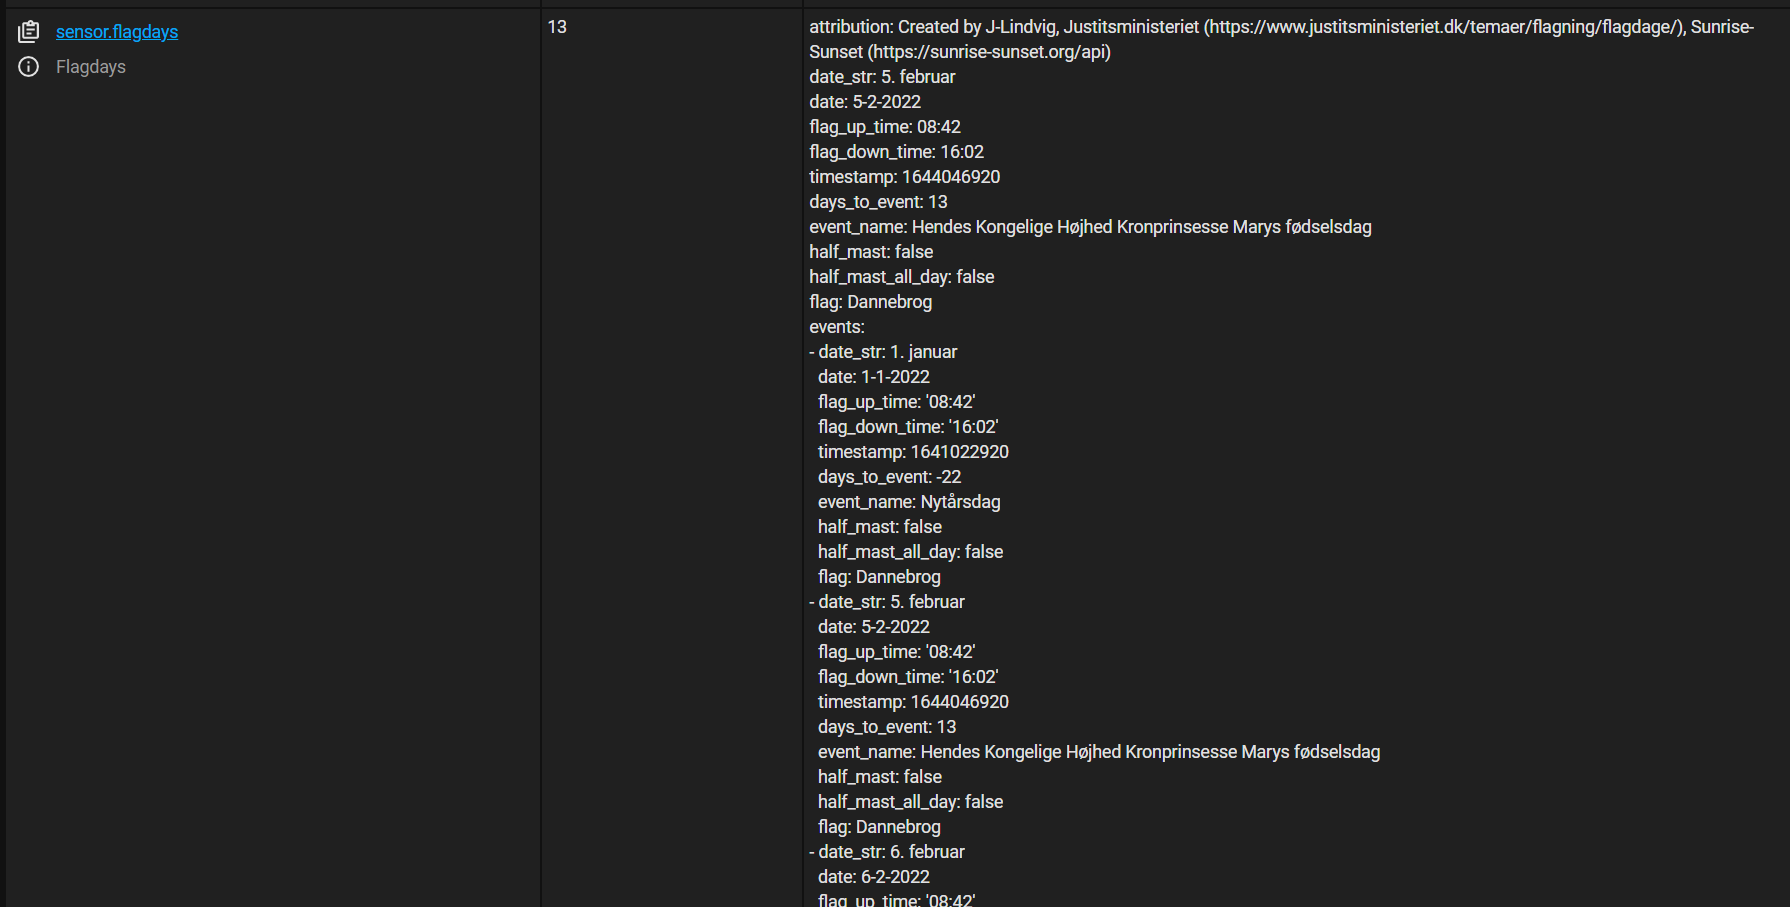 sensor.flagdays
Flagdays
13
attribution: Created by J-Lindvig, Justitsministeriet (https://www.justitsministeriet.dk/temaer/flagning/flagdage/), Sunrise-
Sunset (https://sunrise-sunset.org/api)
date_str: 5. februar
date: 5-2-2022
flag_up_time: 08:42
flag_down_time: 16:02
timestamp: 1644046920
days_to_event: 13
event_name: Hendes Kongelige Højhed Kronprinsesse Marys fødselsdag
half_mast: false
half_mast_all_day: false
flag: Dannebrog
events:
- date_str: 1. januar
date: 1-1-2022
flag_up_time: '08:42'
flag_down_time: '16:02'
timestamp: 1641022920
days_to_event: -22
event_name: Nytårsdag
half_mast: false
half_mast_all_day: false
flag: Dannebrog
- date_str: 5. februar
date: 5-2-2022
flag_up_time: '08:42'
flag_down_time: '16:02'
timestamp: 1644046920
days_to_event: 13
event_name: Hendes Kongelige Højhed Kronprinsesse Marys fødselsdag
half_mast: false
half_mast_all_day: false
flag: Dannebrog
- date_str: 6. februar
date: 6-2-2022
flag_up_time: '08:42'